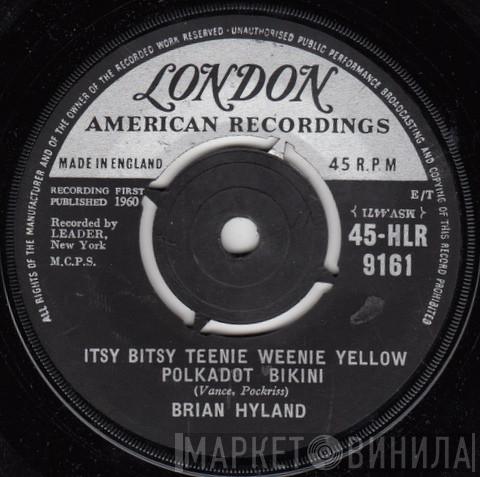 ALL RIGHTS OF THE MANUFACTURER AND OF THE OWNER OF THE RECORDED WORK RESERVED · UNAUTHORISED PUBLIC PERFORMANCE BROADCASTING AND COPYING OF THIS RECORD PROHIBITED
LONDON
AMERICAN RECORDINGS
MADE IN ENGLAND
45 R.P.M
RECORDING FIRST
PUBLISHED 1960
E/T
Recorded by
LEADER,
New York
{ MSV.4471 }
45-HLR
9161
M.C.P.S.
ITSY BITSY TEENIE WEENIE YELLOW
POLKADOT BIKINI
(Vance, Pockriss)
BRIAN HYLAND
МАРКЕТ ВИНИЛА